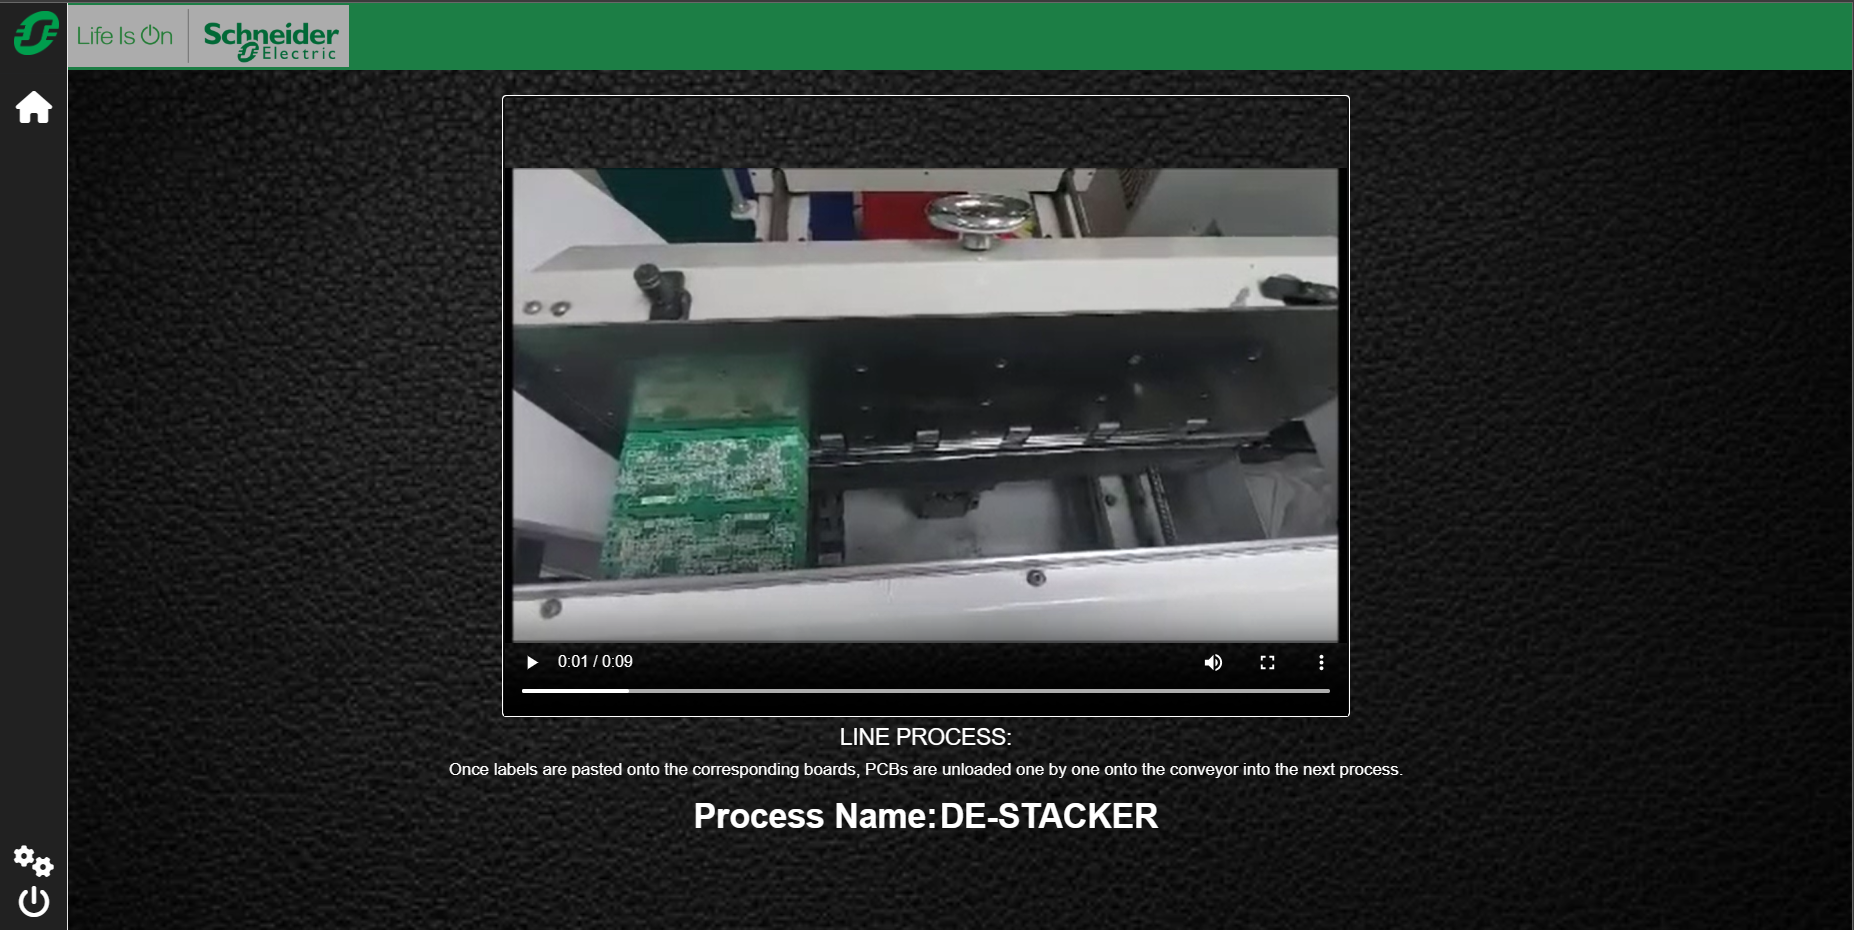 Life Is On
Schneider
Electric
0:01 / 0:09
LINE PROCESS:
Once labels are pasted onto the corresponding boards, PCBs are unloaded one by one onto the conveyor into the next process.
Process Name:DE-STACKER